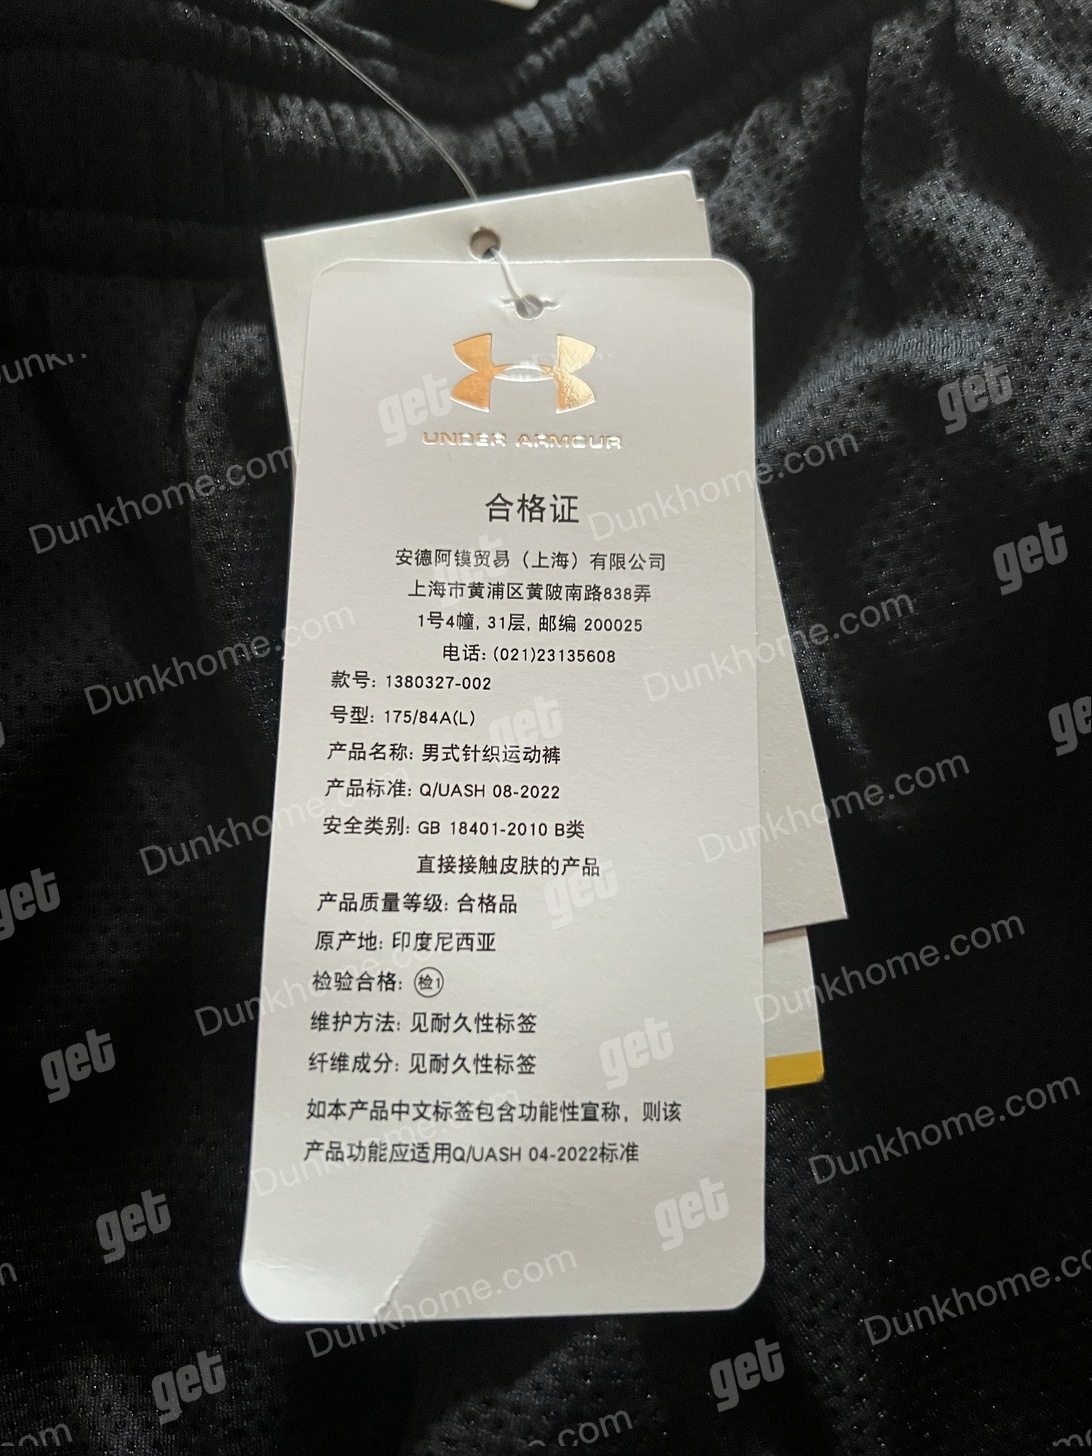 UNDER ARMOUR
合格证
安德阿镆贸易（上海）有限公司
上海市黄浦区黄陂南路838弄
1号4幢, 31层, 邮编 200025
电话: (021)23135608
款号: 1380327-002
号型: 175/84A(L)
产品名称: 男式针织运动裤
产品标准: Q/UASH 08-2022
安全类别: GB 18401-2010 B类
直接接触皮肤的产品
产品质量等级: 合格品
原产地: 印度尼西亚
检验合格: 检1
维护方法: 见耐久性标签
纤维成分: 见耐久性标签
如本产品中文标签包含功能性宣称，则该
产品功能应适用Q/UASH 04-2022标准
get
Dunkhome.com